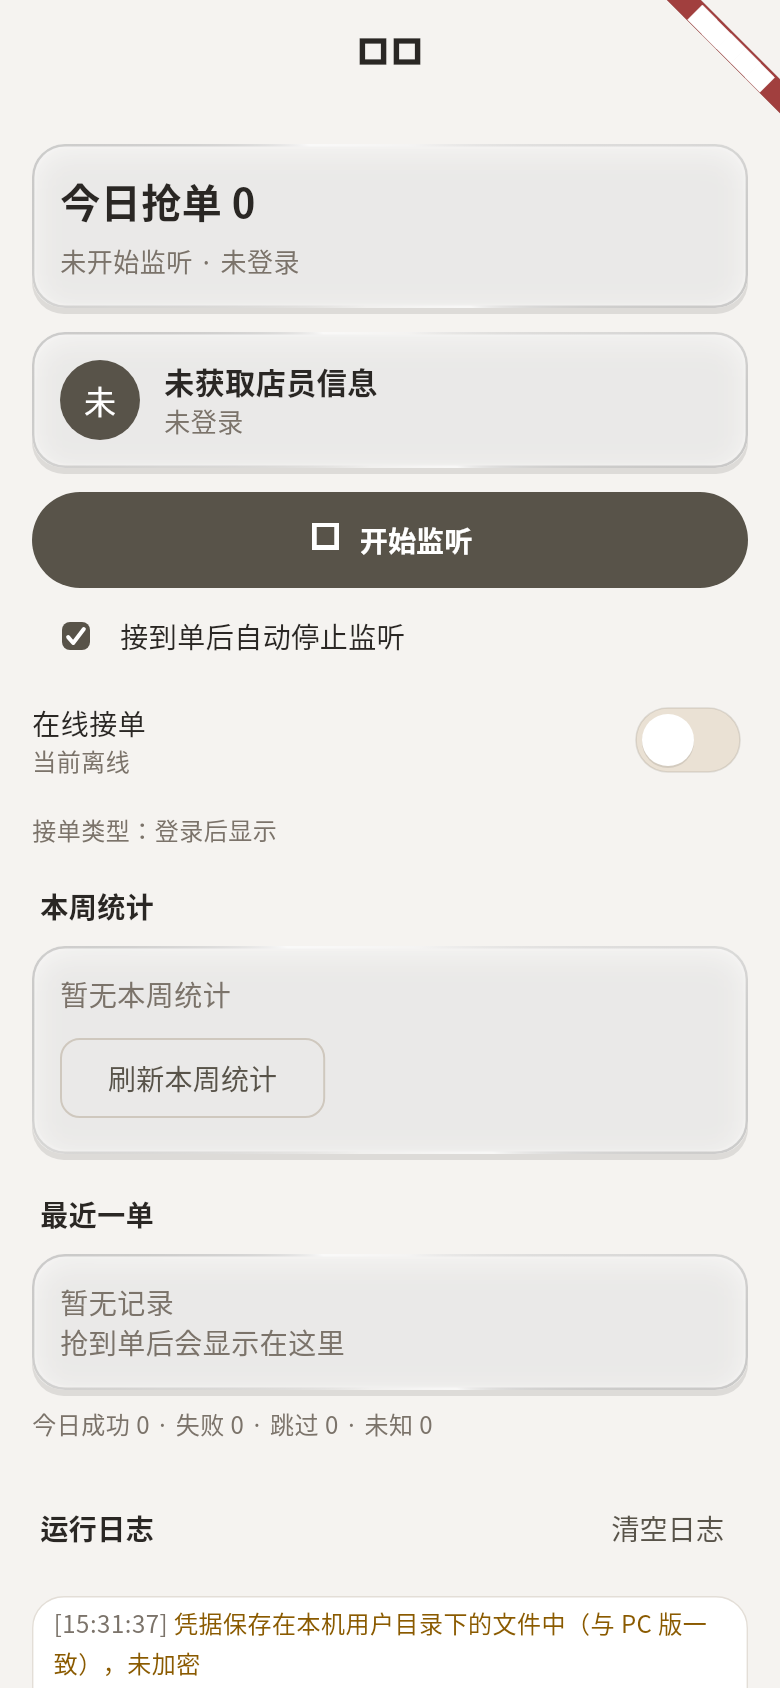 今日抢单 0
未开始监听 · 未登录
未
未获取店员信息
未登录
开始监听
接到单后自动停止监听
在线接单
当前离线
接单类型：登录后显示
本周统计
暂无本周统计
刷新本周统计
最近一单
暂无记录
抢到单后会显示在这里
今日成功 0 · 失败 0 · 跳过 0 · 未知 0
运行日志
清空日志
[15:31:37] 凭据保存在本机用户目录下的文件中（与 PC 版一
致），未加密